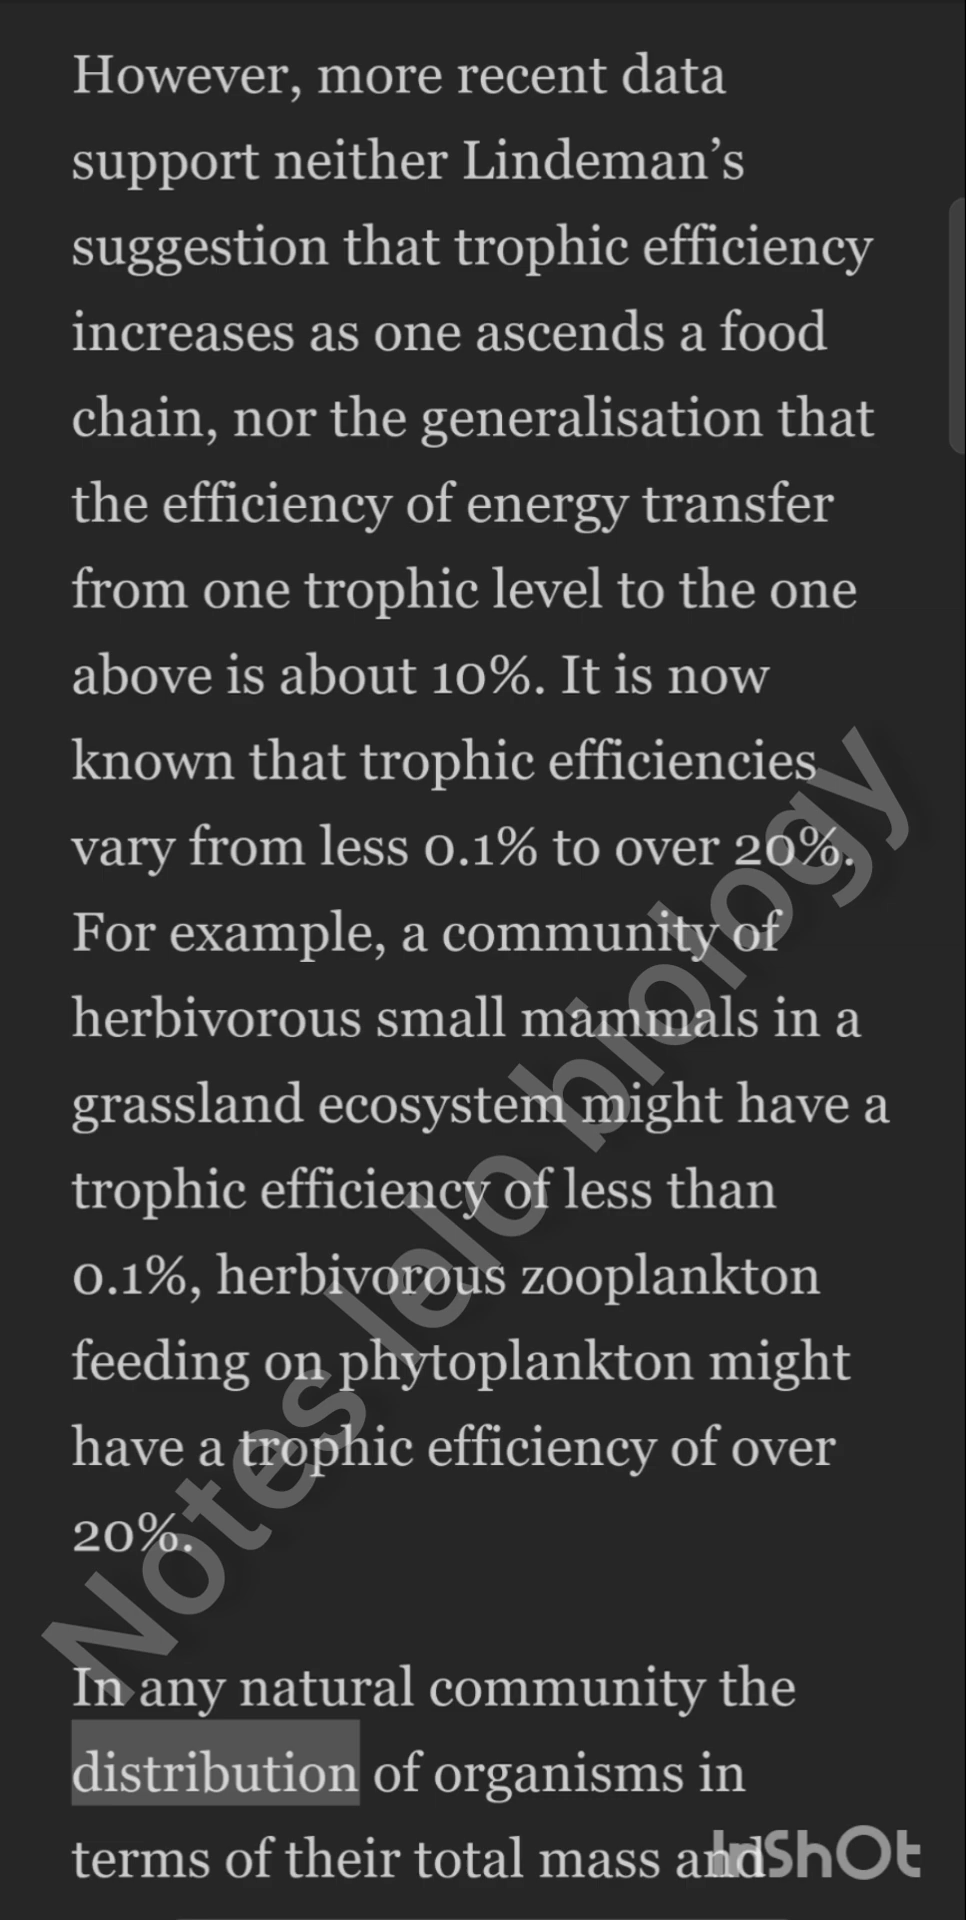 However, more recent data
support neither Lindeman’s
suggestion that trophic efficiency
increases as one ascends a food
chain, nor the generalisation that
the efficiency of energy transfer
from one trophic level to the one
above is about 10%. It is now
known that trophic efficiencies
vary from less 0.1% to over 20%.
For example, a community of
herbivorous small mammals in a
grassland ecosystem might have a
trophic efficiency of less than
0.1%, herbivorous zooplankton
feeding on phytoplankton might
have a trophic efficiency of over
20%.
In any natural community the
distribution of organisms in
terms of their total mass and
Notes lelo biology
InShOt